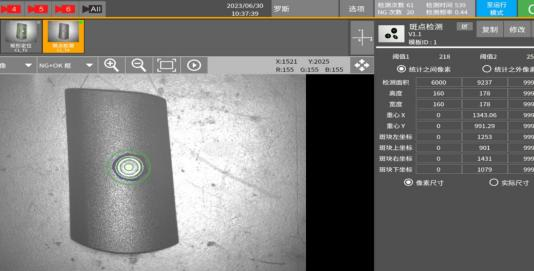 4 5 6 All
2023/06/30
10:37:39
罗斯
选项
检测次数 61
NG 次数 20
检测时间 539
检测频率 0.44
至运行
模式
轮廓定位
斑点检测
斑点检测
V1.1
模板ID : 1
复制
修改
NG+OK 框
X:1521 Y:2025
R:155 G:155 B:155
阈值1 218 阈值2 25
统计之间像素 统计之外像素
检测面积 6000 9237 999
高度 160 178 999
宽度 160 178 999
重心 X 0 1343.06 999
重心 Y 0 991.29 999
斑块左坐标 0 1253 999
斑块上坐标 0 901 999
斑块右坐标 0 1431 999
斑块下坐标 0 1079 999
像素尺寸 实际尺寸